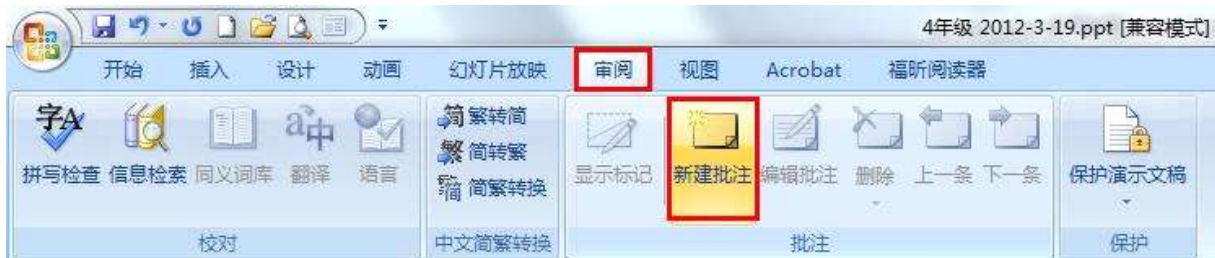 4年级 2012-3-19.ppt [兼容模式]
开始 插入 设计 动画 幻灯片放映 审阅 视图 Acrobat 福昕阅读器
简 繁转简
繁 简转繁
繁简 简繁转换
拼写检查 信息检索 同义词库 翻译 语言
显示标记 新建批注 编辑批注 删除 上一条 下一条 保护演示文稿
校对 中文简繁转换 批注 保护